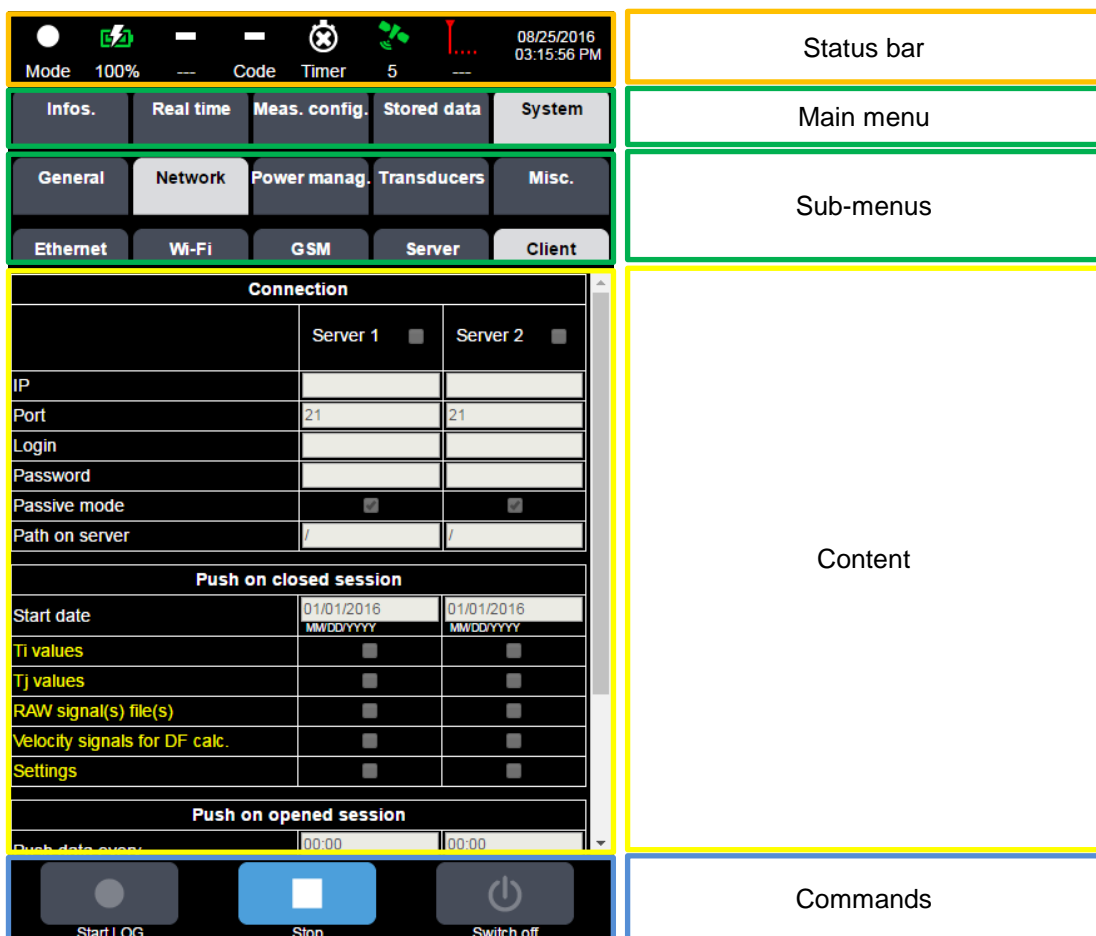 08/25/2016
03:15:56 PM
Mode 100% --- Code Timer 5 ---
Status bar
Infos. Real time Meas. config. Stored data System
Main menu
General Network Power manag. Transducers Misc.
Sub-menus
Ethernet Wi-Fi GSM Server Client
Connection
Server 1 Server 2
IP
Port 21 21
Login
Password
Passive mode
Path on server / /
Content
Push on closed session
Start date 01/01/2016 01/01/2016
MM/DD/YYYY MM/DD/YYYY
Ti values
Tj values
RAW signal(s) file(s)
Velocity signals for DF calc.
Settings
Push on opened session
Push data every 00:00 00:00
Commands
Start LOG Stop Switch off